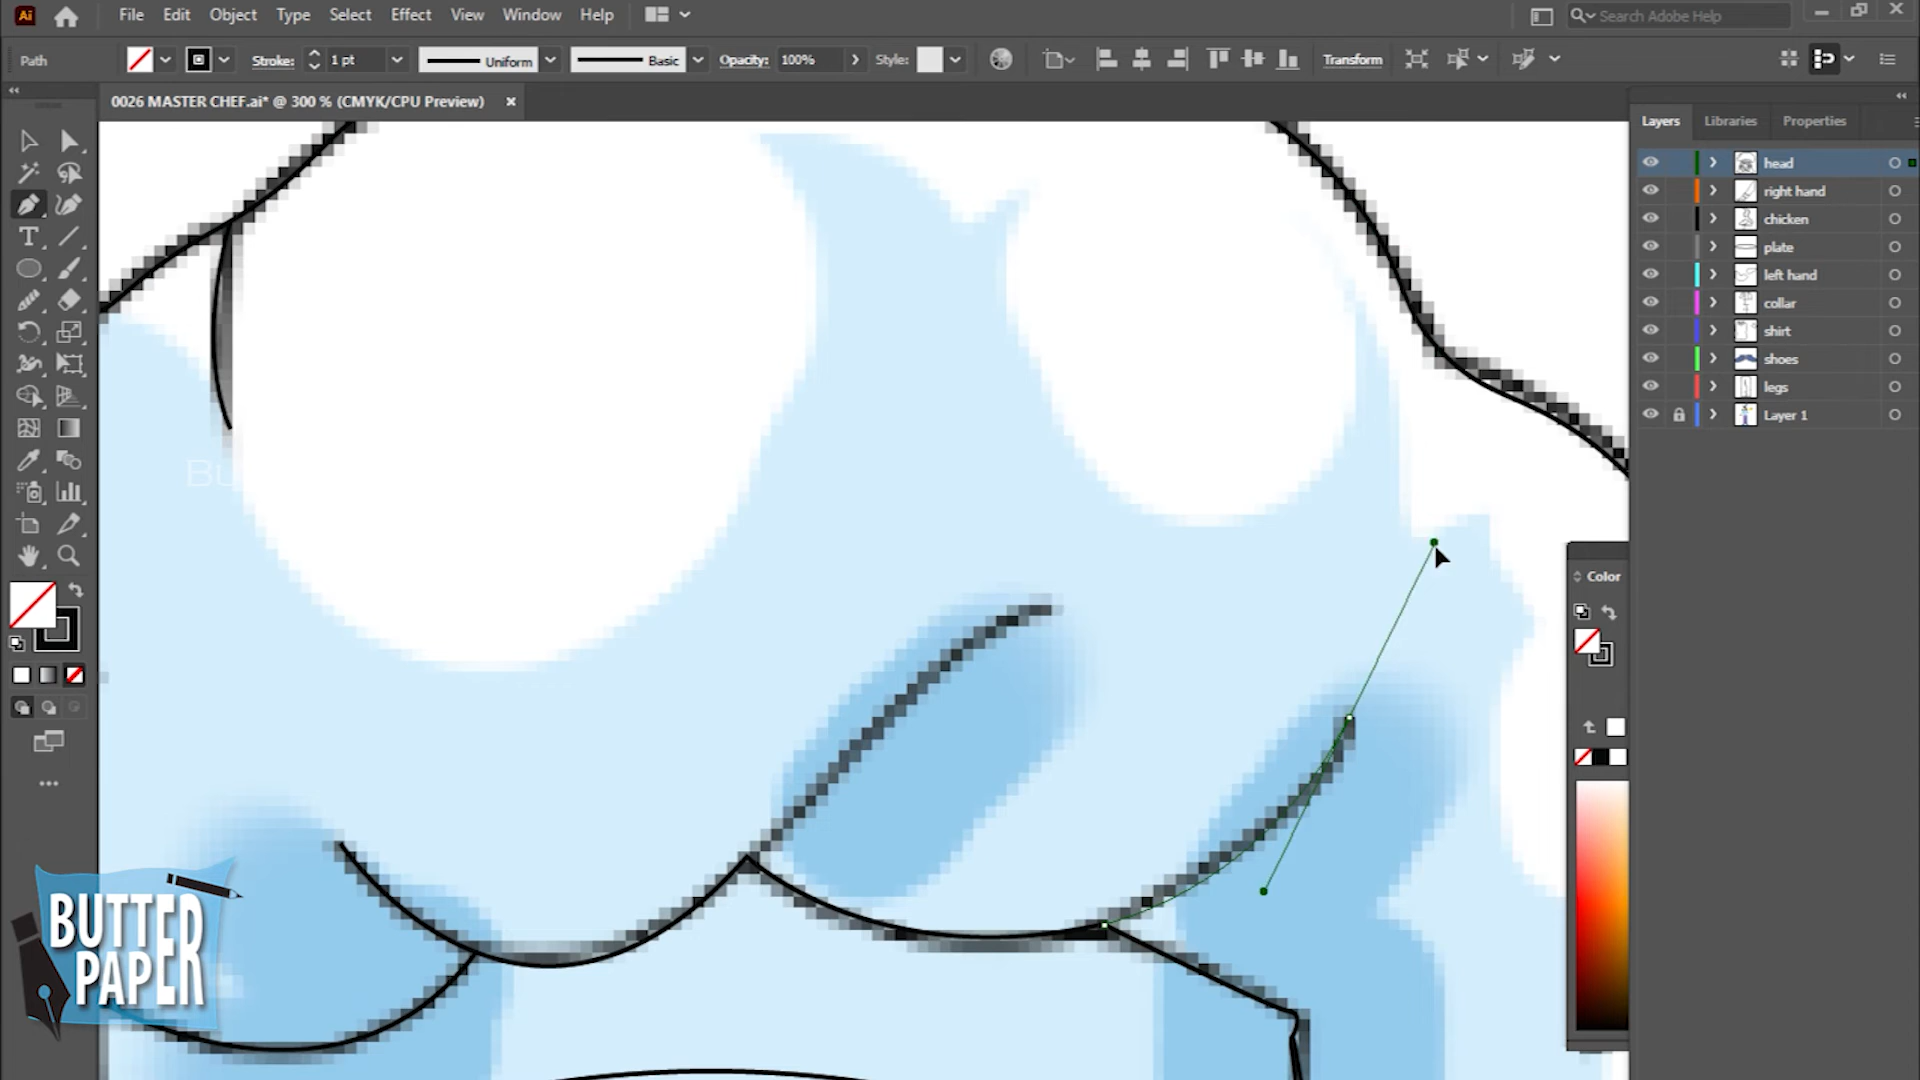 Ai File Edit Object Type Select Effect View Window Help Search Adobe Help
Path Stroke: 1 pt Uniform Basic Opacity: 100% Style: Transform
0026 MASTER CHEF.ai* @ 300 % (CMYK/CPU Preview)
Layers Libraries Properties
head
right hand
chicken
plate
left hand
collar
shirt
shoes
legs
Layer 1
Bu
Color
BUTTER
PAPER